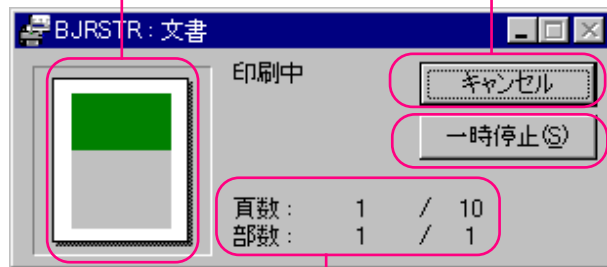 BJRSTR : 文書
印刷中
キャンセル
一時停止(S)
頁数 : 1 / 10
部数 : 1 / 1